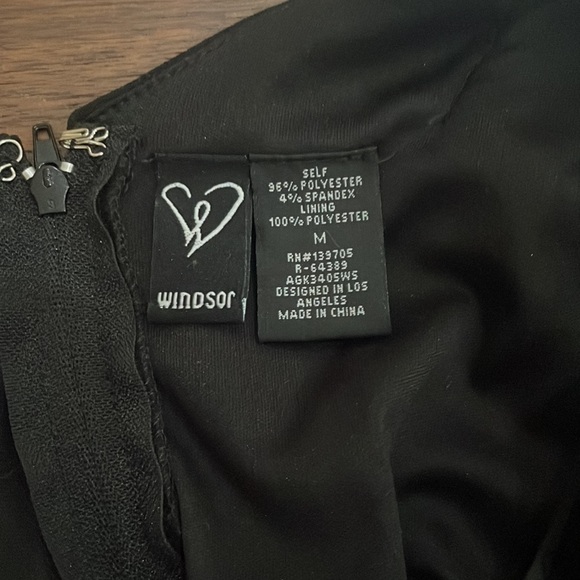 WINDSOR
SELF
96% POLYESTER
4% SPANDEX
LINING
100% POLYESTER
M
RN#139705
R-64389
AGK3405WS
DESIGNED IN LOS
ANGELES
MADE IN CHINA